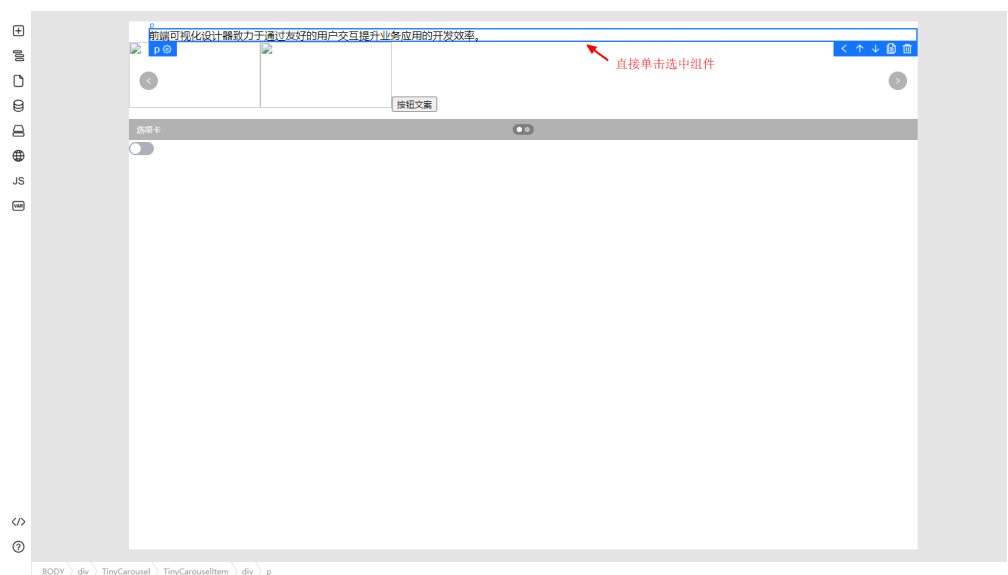 p
前端可视化设计器致力于通过友好的用户交互提升业务应用的开发效率。
p
直接单击选中组件
按钮文案
选项卡
JS
VAR
</>
BODY div TinyCarousel TinyCarouselItem div p